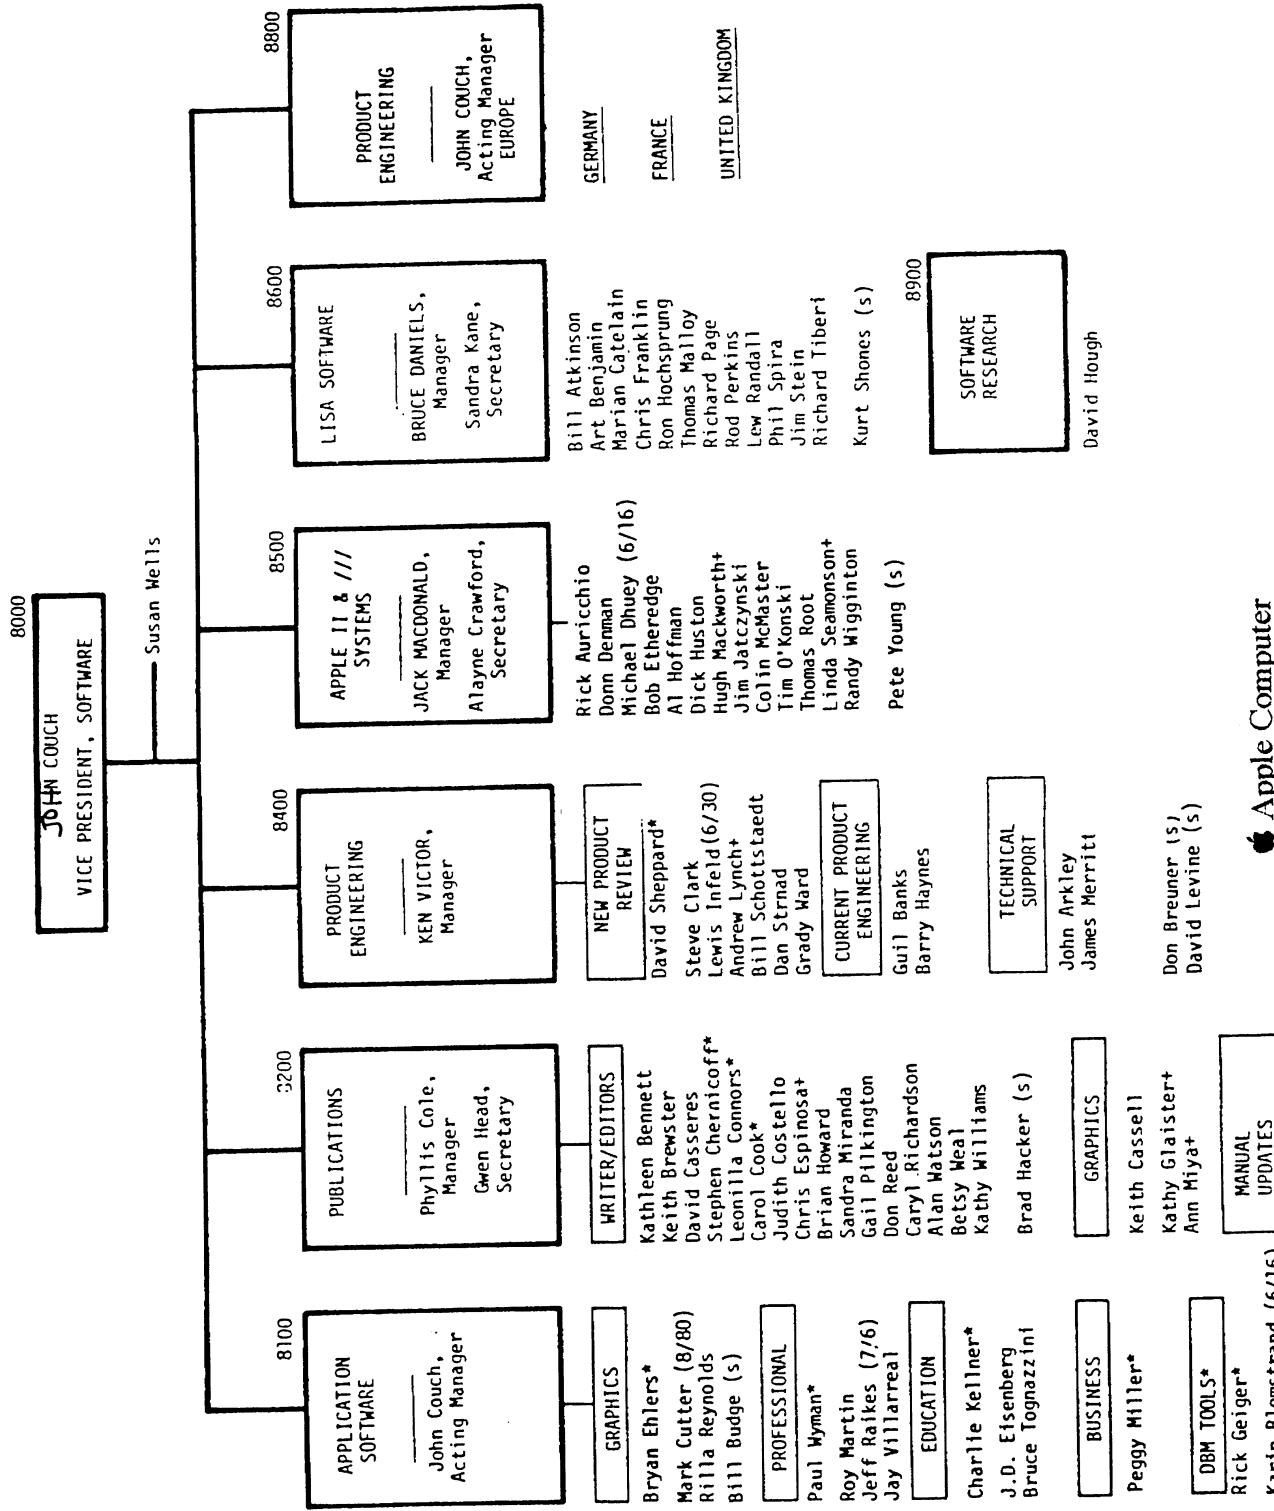 8000
JOHN COUCH
VICE PRESIDENT, SOFTWARE
Susan Wells
8100
APPLICATION
SOFTWARE
John Couch,
Acting Manager
GRAPHICS
Bryan Ehlers*
Mark Cutter (8/80)
Rilla Reynolds
Bill Budge (s)
PROFESSIONAL
Paul Wyman*
Roy Martin
Jeff Raikes (7/6)
Jay Villarreal
EDUCATION
Charlie Kellner*
J.D. Eisenberg
Bruce Tognazzini
BUSINESS
Peggy Miller*
DBM TOOLS*
Rick Geiger*
Karin Blomstrand (6/16)
8200
PUBLICATIONS
Phyllis Cole,
Manager
Gwen Head,
Secretary
WRITER/EDITORS
Kathleen Bennett
Keith Brewster
David Casseres
Stephen Chernicoff*
Leonilla Connors*
Carol Cook*
Judith Costello
Chris Espinosa+
Brian Howard
Sandra Miranda
Gail Pilkington
Don Reed
Caryl Richardson
Alan Watson
Betsy Weal
Kathy Williams
Brad Hacker (s)
GRAPHICS
Keith Cassell
Kathy Glaister+
Ann Miya+
MANUAL
UPDATES
8400
PRODUCT
ENGINEERING
KEN VICTOR,
Manager
NEW PRODUCT
REVIEW
David Sheppard*
Steve Clark
Lewis Infeld (6/30)
Andrew Lynch+
Bill Schottstaedt
Dan Strnad
Grady Ward
CURRENT PRODUCT
ENGINEERING
Guil Banks
Barry Haynes
TECHNICAL
SUPPORT
John Arkley
James Merritt
Don Breuner (s)
David Levine (s)
8500
APPLE II & ///
SYSTEMS
JACK MACDONALD,
Manager
Alayne Crawford,
Secretary
Rick Auricchio
Donn Denman
Michael Dhuey (6/16)
Bob Etheredge
Al Hoffman
Dick Huston
Hugh Mackworth+
Jim Jatczynski
Colin McMaster
Tim O'Konski
Thomas Root
Linda Seamonson+
Randy Wigginton
Pete Young (s)
8600
LISA SOFTWARE
BRUCE DANIELS,
Manager
Sandra Kane,
Secretary
Bill Atkinson
Art Benjamin
Marian Catelain
Chris Franklin
Ron Hochsprung
Thomas Malloy
Richard Page
Rod Perkins
Lew Randall
Phil Spira
Jim Stein
Richard Tiberi
Kurt Shones (s)
8900
SOFTWARE
RESEARCH
David Hough
8800
PRODUCT
ENGINEERING
JOHN COUCH,
Acting Manager
EUROPE
GERMANY
FRANCE
UNITED KINGDOM
Apple Computer